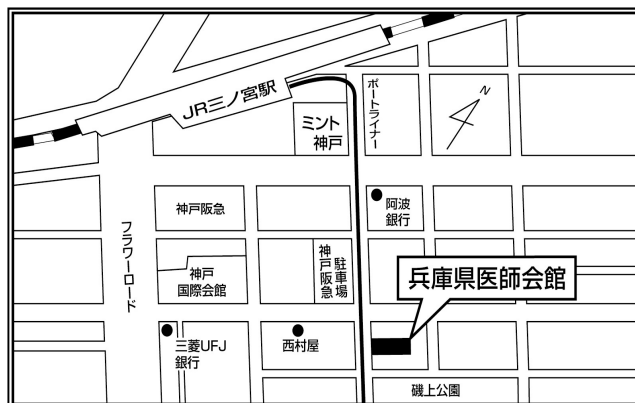 JR三ノ宮駅
ミント
神戸
ポートライナー
N
神戸阪急
阿波
銀行
フラワーロード
神戸
国際会館
神戸阪急
駐車場
兵庫県医師会館
三菱UFJ
銀行
西村屋
磯上公園